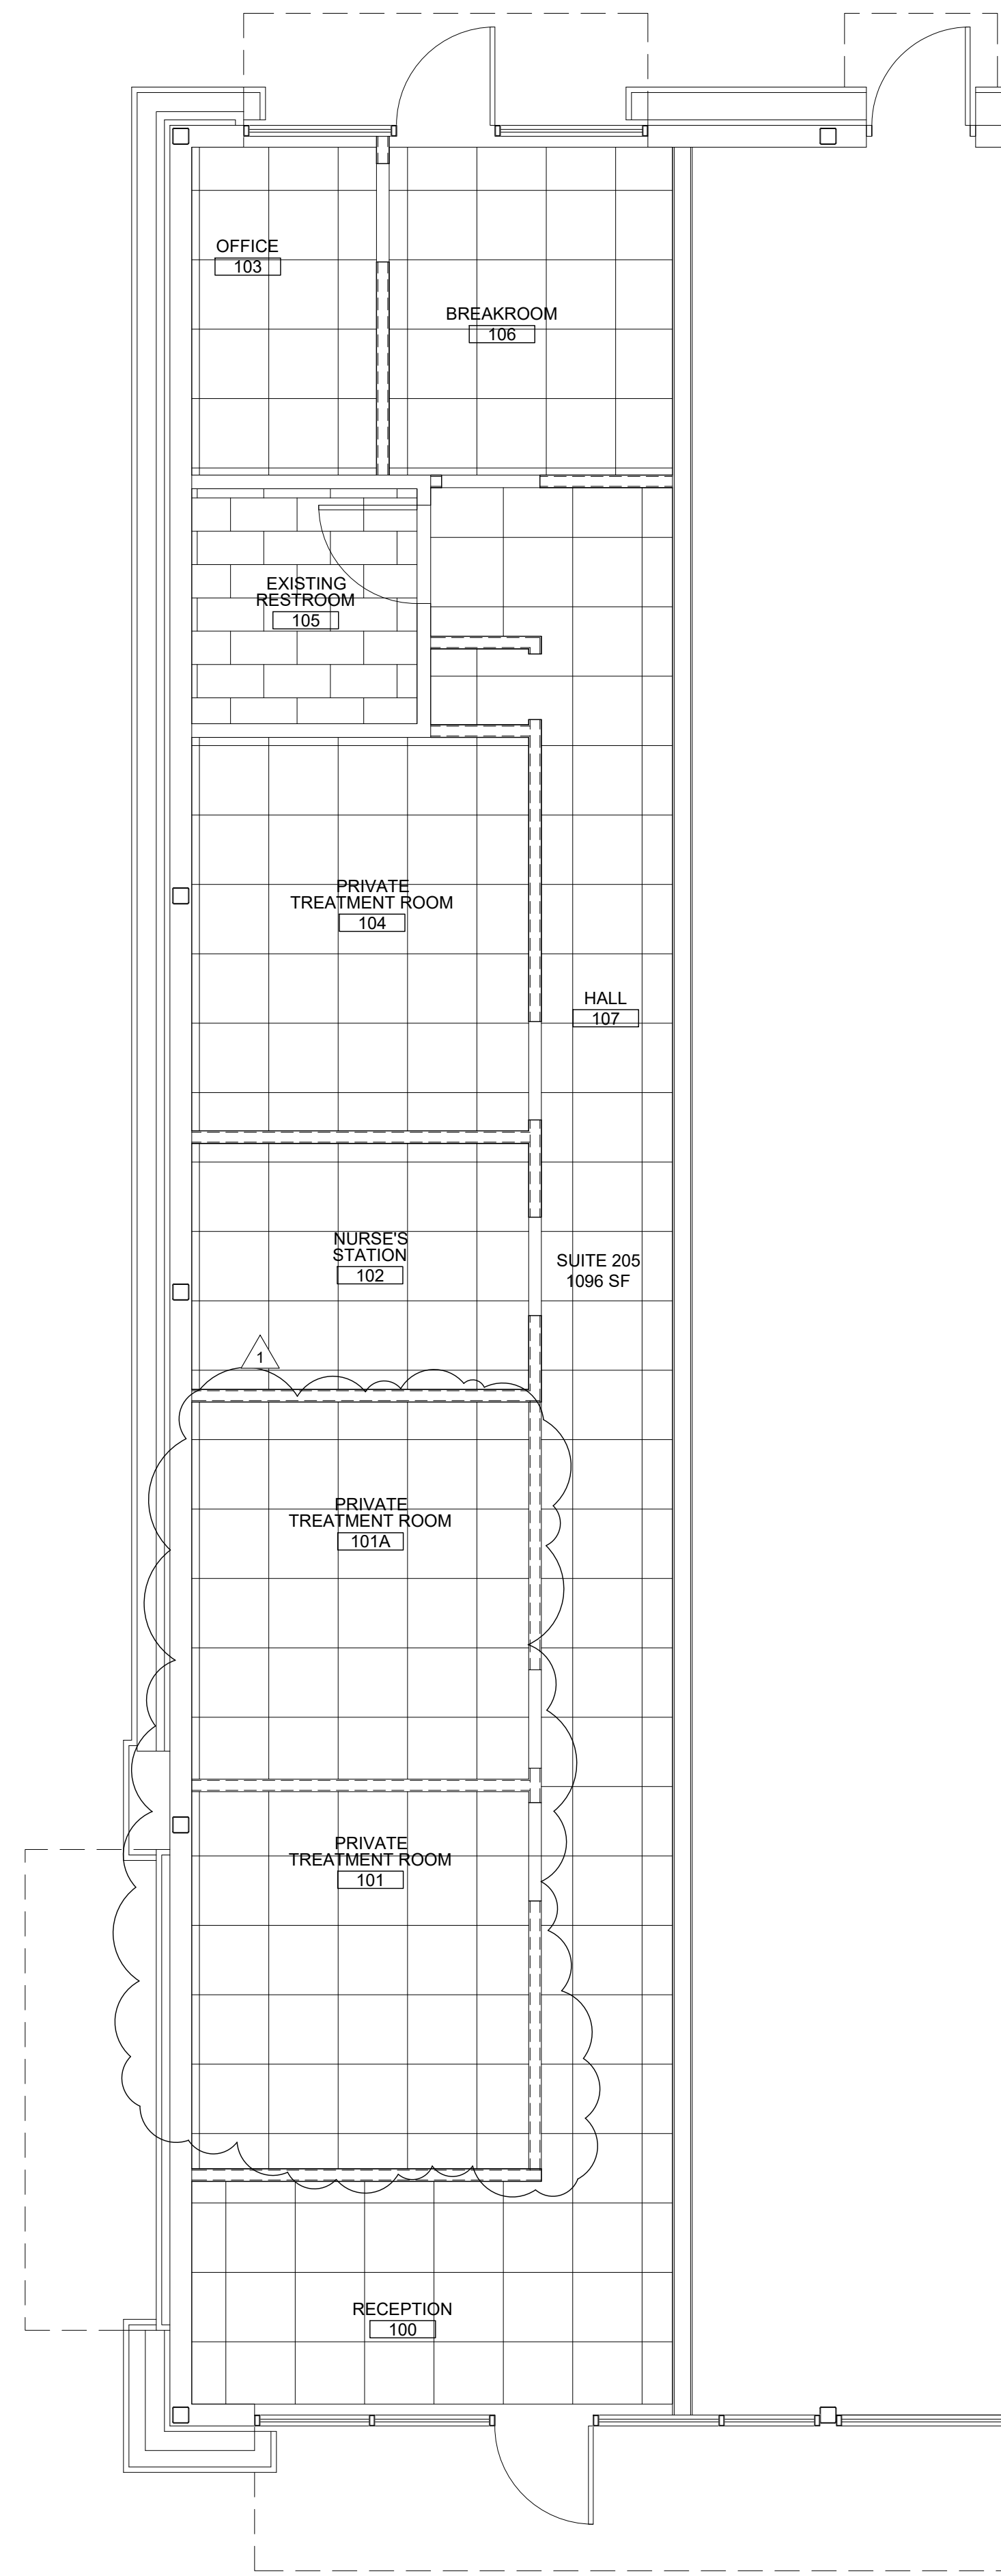 OFFICE
103
BREAKROOM
106
EXISTING
RESTROOM
105
PRIVATE
TREATMENT ROOM
104
HALL
107
NURSE'S
STATION
102
SUITE 205
1096 SF
1
PRIVATE
TREATMENT ROOM
101A
PRIVATE
TREATMENT ROOM
101
RECEPTION
100